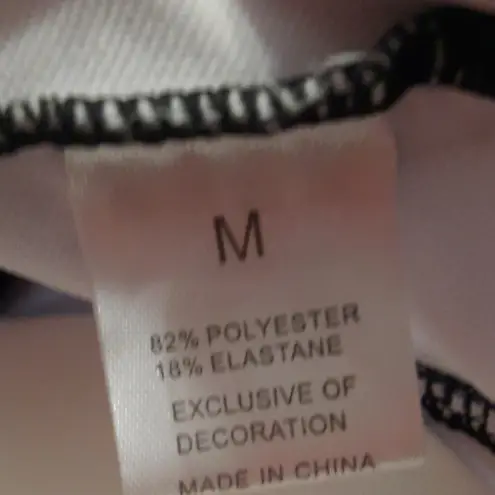 M
82% POLYESTER
18% ELASTANE
EXCLUSIVE OF
DECORATION
MADE IN CHINA